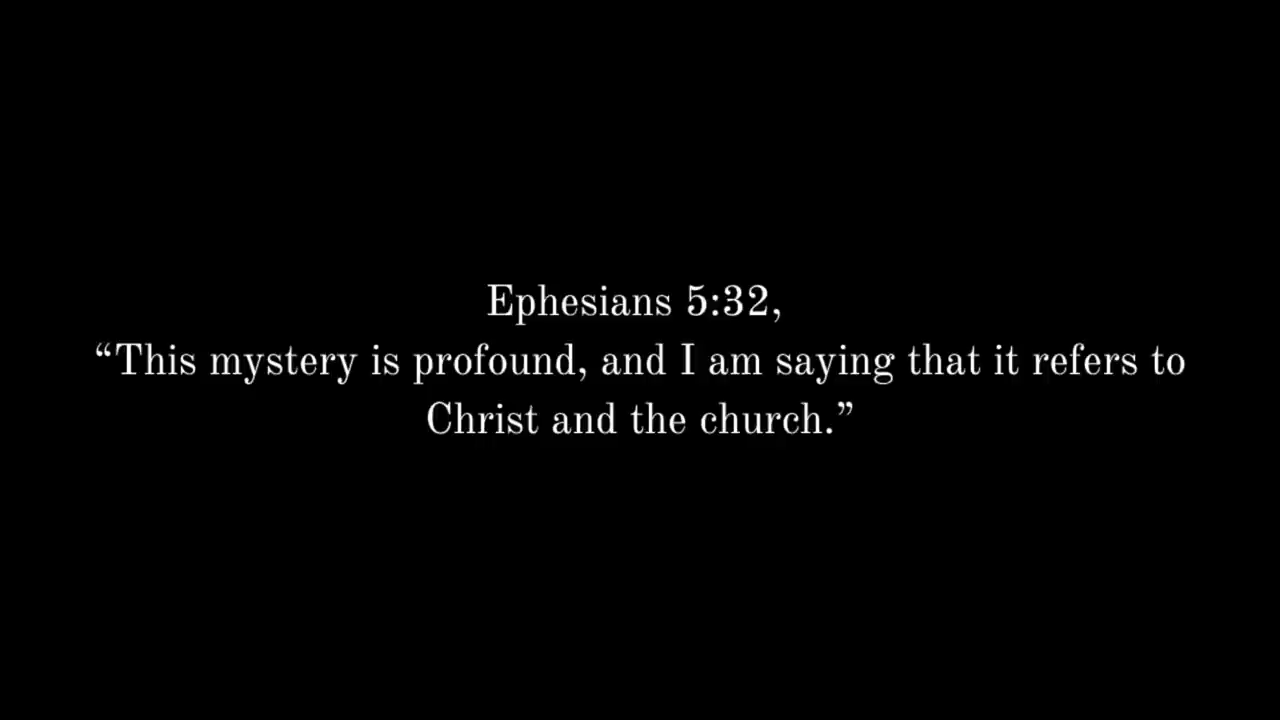 Ephesians 5:32,
“This mystery is profound, and I am saying that it refers to
Christ and the church.”